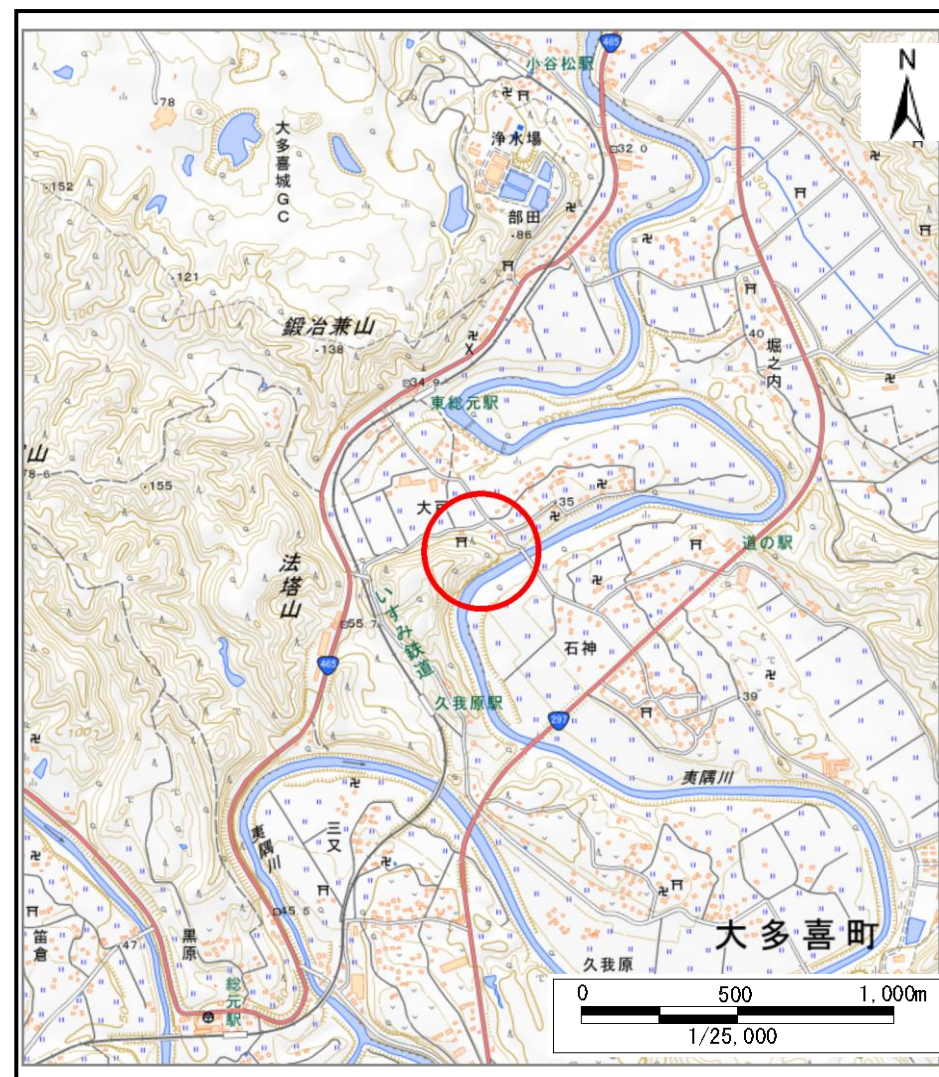 465
小谷松駅
N
78
大多喜城GC
浄水場
32.0
152
部田
86
121
鍛冶兼山
138
40
堀之内
34.9
東総元駅
山
78.6
155
35
法塔山
道の駅
いすみ鉄道
55.7
石神
465
久我原駅
39
297
夷隅川
三又
夷隅川
45.5
大多喜町
笛倉
47
黒原
久我原
総元駅
0 500 1,000m
1/25,000